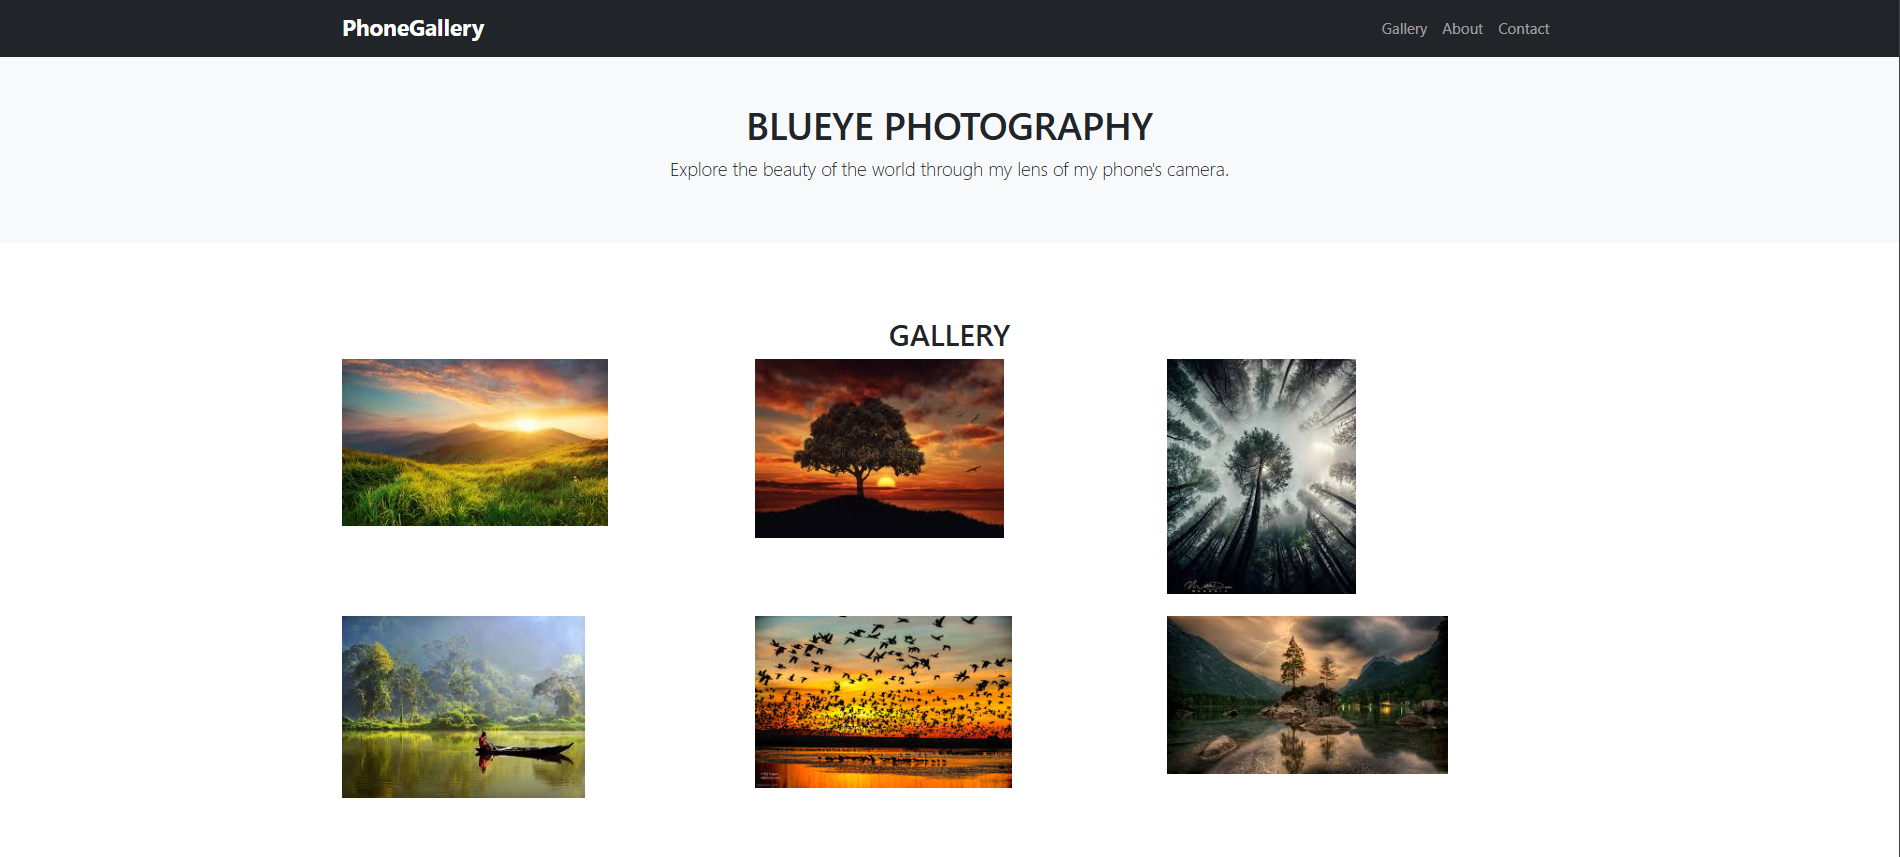 PhoneGallery
Gallery About Contact
BLUEYE PHOTOGRAPHY
Explore the beauty of the world through my lens of my phone's camera.
GALLERY